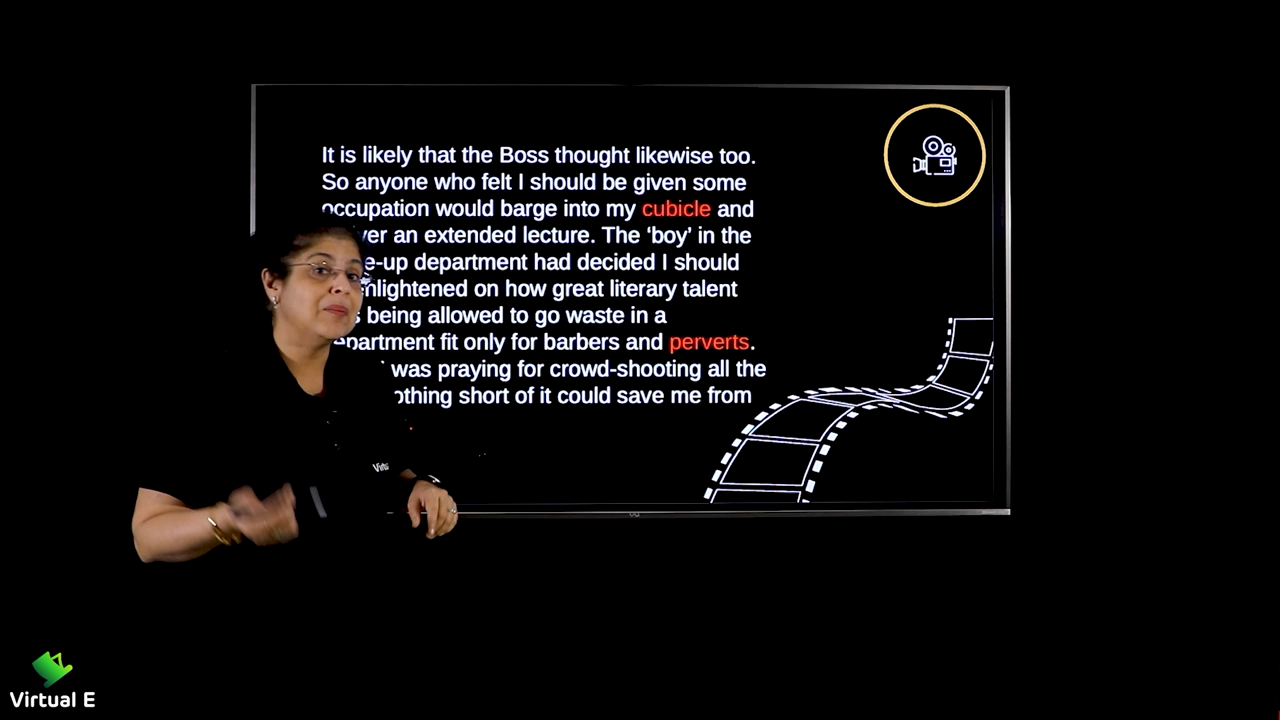 It is likely that the Boss thought likewise too.
So anyone who felt I should be given some
occupation would barge into my cubicle and
er an extended lecture. The ‘boy’ in the
e-up department had decided I should
nlightened on how great literary talent
being allowed to go waste in a
epartment fit only for barbers and perverts.
was praying for crowd-shooting all the
othing short of it could save me from
Virtu
Virtual E